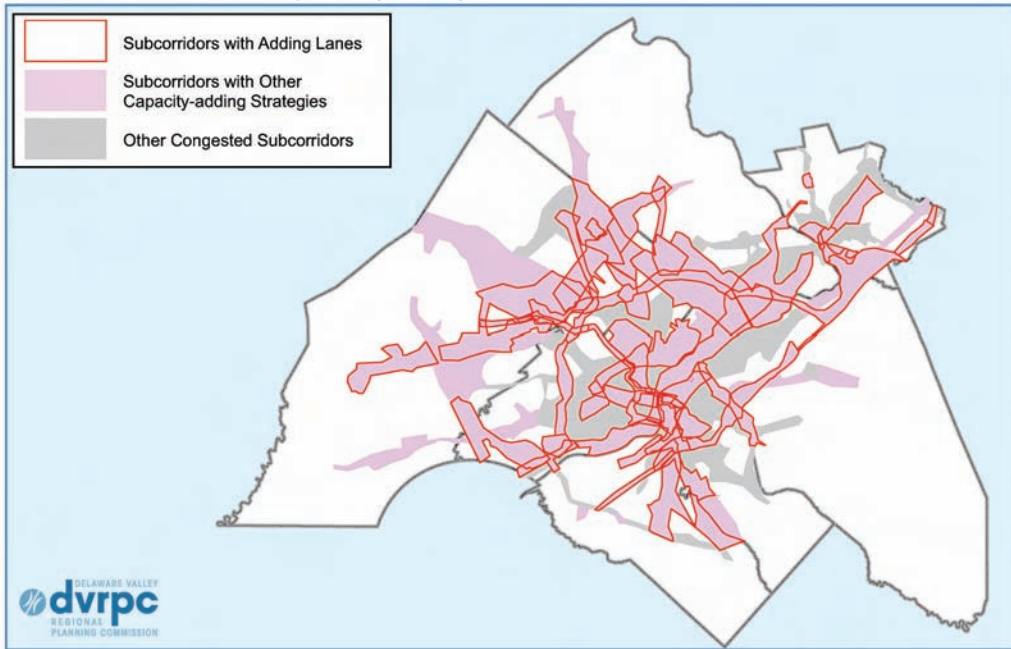 Subcorridors with Adding Lanes
Subcorridors with Other
Capacity-adding Strategies
Other Congested Subcorridors
DELAWARE VALLEY
dvrpc
REGIONAL
PLANNING COMMISSION